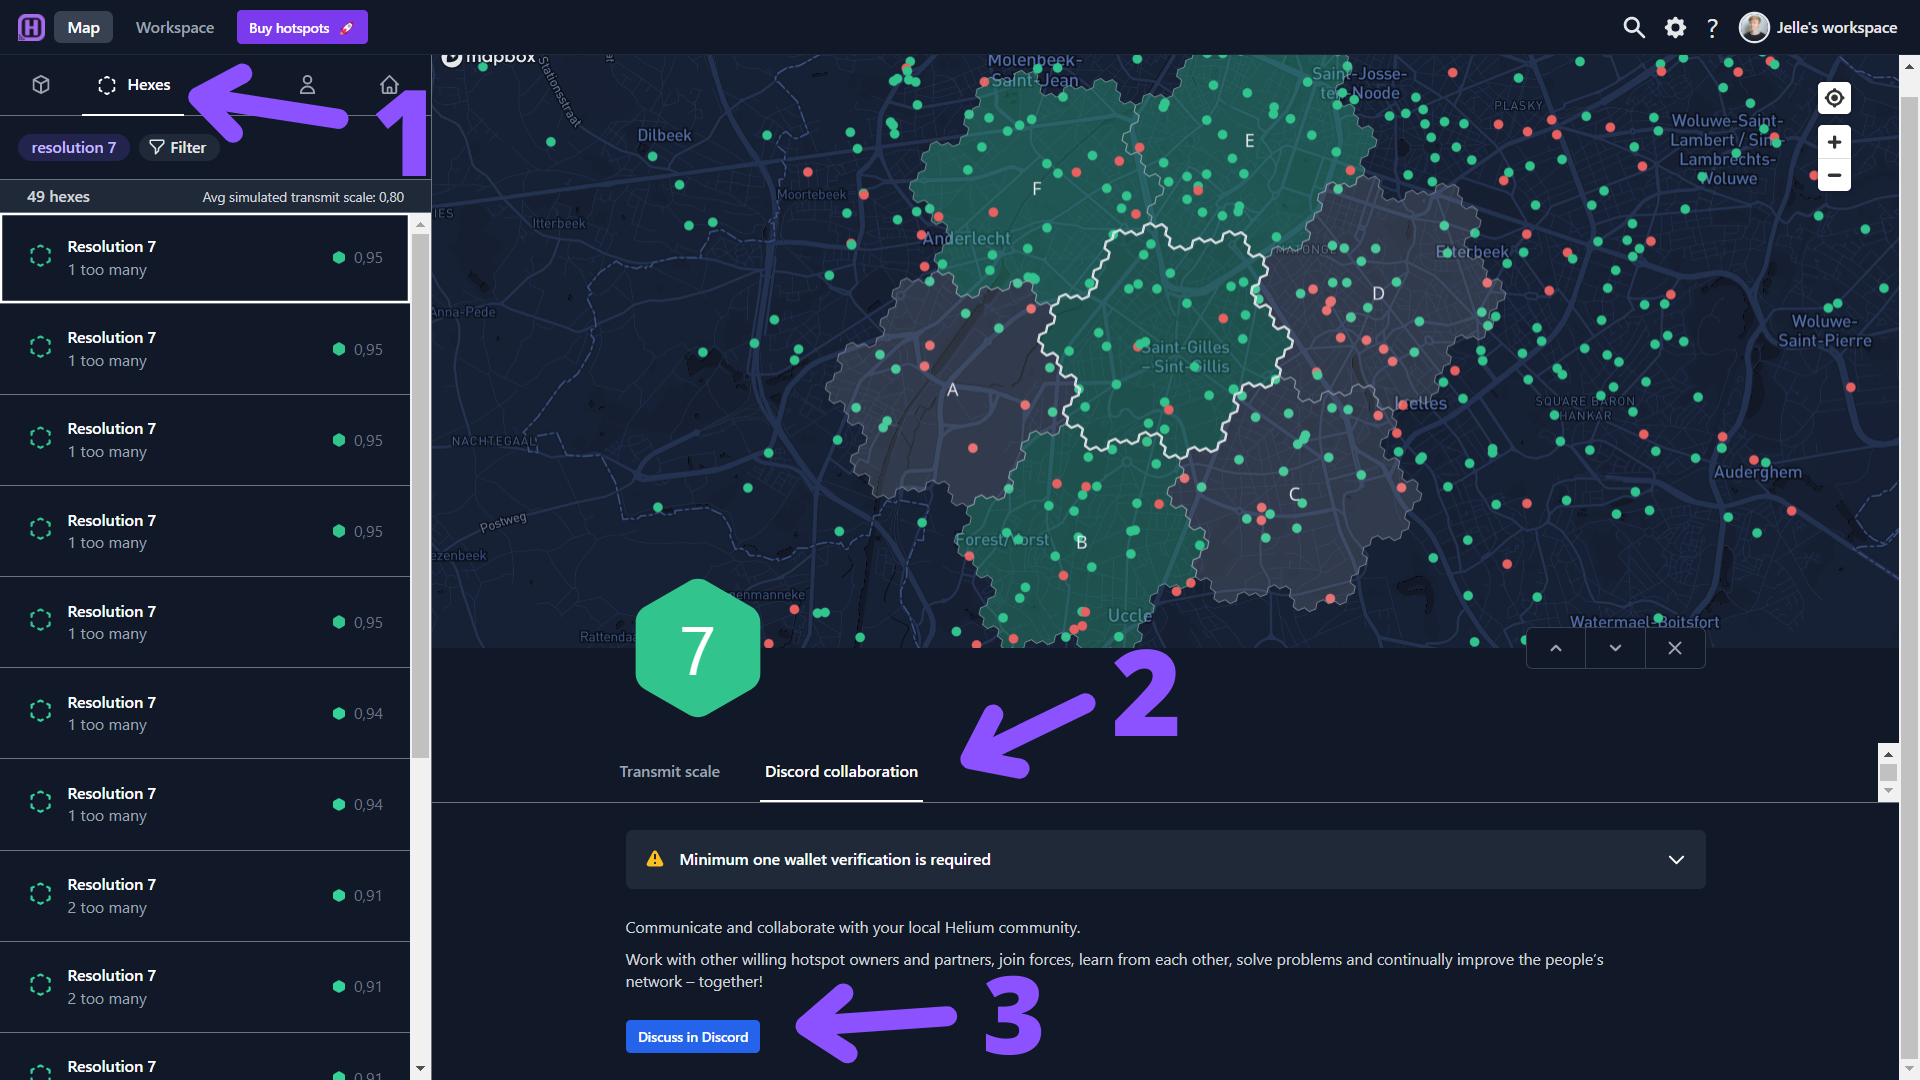 Map
Workspace
Buy hotspots
?
Jelle's workspace
Hexes
1
resolution 7
Filter
49 hexes
Avg simulated transmit scale: 0,80
Resolution 7
1 too many
0,95
Resolution 7
1 too many
0,95
Resolution 7
1 too many
0,95
Resolution 7
1 too many
0,95
Resolution 7
1 too many
0,95
Resolution 7
1 too many
0,94
Resolution 7
1 too many
0,94
Resolution 7
2 too many
0,91
Resolution 7
2 too many
0,91
Resolution 7
0,91
mapbox
Stationsstraat
Molenbeek-
Saint-Jean
Saint-Josse-
ten-Noode
PLASKY
Woluwe-Saint-
Lambert / Sint-
Lambrechts-
Woluwe
Dilbeek
Moortebeek
Itterbeek
Anderlecht
MATONGE
Etterbeek
Anna-Pede
Woluwe-
Saint-Pierre
Saint-Gilles
– Sint-Gillis
Ixelles
SQUARE BARON
HANKAR
NACHTEGAAL
Auderghem
Postweg
Forest/Vorst
Uccle
Watermael-Boitsfort
A
B
C
D
E
F
7
2
Transmit scale
Discord collaboration
Minimum one wallet verification is required
Communicate and collaborate with your local Helium community.
Work with other willing hotspot owners and partners, join forces, learn from each other, solve problems and continually improve the people's
network – together!
3
Discuss in Discord